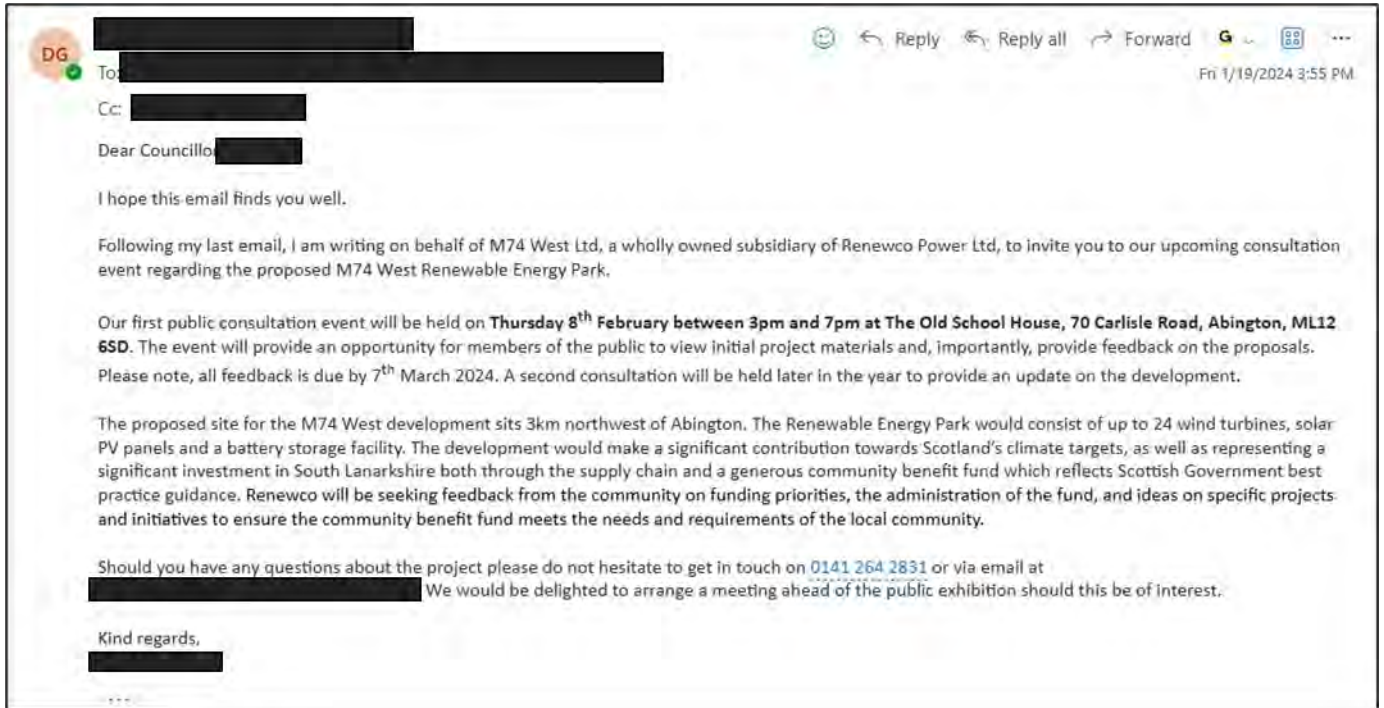 DG
Reply Reply all Forward G ...
To:
Fri 1/19/2024 3:55 PM
Cc:
Dear Councillo
I hope this email finds you well.
Following my last email, I am writing on behalf of M74 West Ltd, a wholly owned subsidiary of Renewco Power Ltd, to invite you to our upcoming consultation
event regarding the proposed M74 West Renewable Energy Park.
Our first public consultation event will be held on Thursday 8th February between 3pm and 7pm at The Old School House, 70 Carlisle Road, Abington, ML12
6SD. The event will provide an opportunity for members of the public to view initial project materials and, importantly, provide feedback on the proposals.
Please note, all feedback is due by 7th March 2024. A second consultation will be held later in the year to provide an update on the development.
The proposed site for the M74 West development sits 3km northwest of Abington. The Renewable Energy Park would consist of up to 24 wind turbines, solar
PV panels and a battery storage facility. The development would make a significant contribution towards Scotland's climate targets, as well as representing a
significant investment in South Lanarkshire both through the supply chain and a generous community benefit fund which reflects Scottish Government best
practice guidance. Renewco will be seeking feedback from the community on funding priorities, the administration of the fund, and ideas on specific projects
and initiatives to ensure the community benefit fund meets the needs and requirements of the local community.
Should you have any questions about the project please do not hesitate to get in touch on 0141 264 2831 or via email at
We would be delighted to arrange a meeting ahead of the public exhibition should this be of interest.
Kind regards,